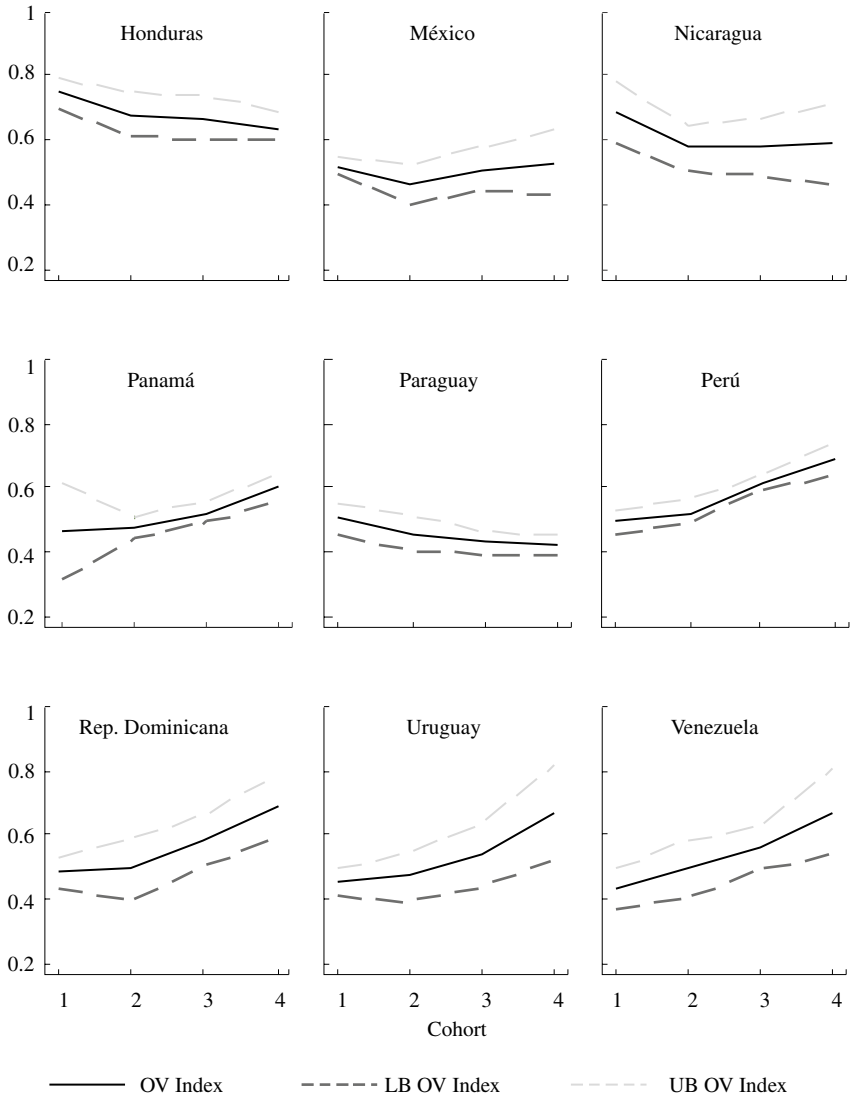 1
Honduras
México
Nicaragua
0.8
0.6
0.4
0.2
1
Panamá
Paraguay
Perú
0.8
0.6
0.4
0.2
1
Rep. Dominicana
Uruguay
Venezuela
0.8
0.6
0.4
0.2
1 2 3 4
1 2 3 4
1 2 3 4
Cohort
OV Index
LB OV Index
UB OV Index